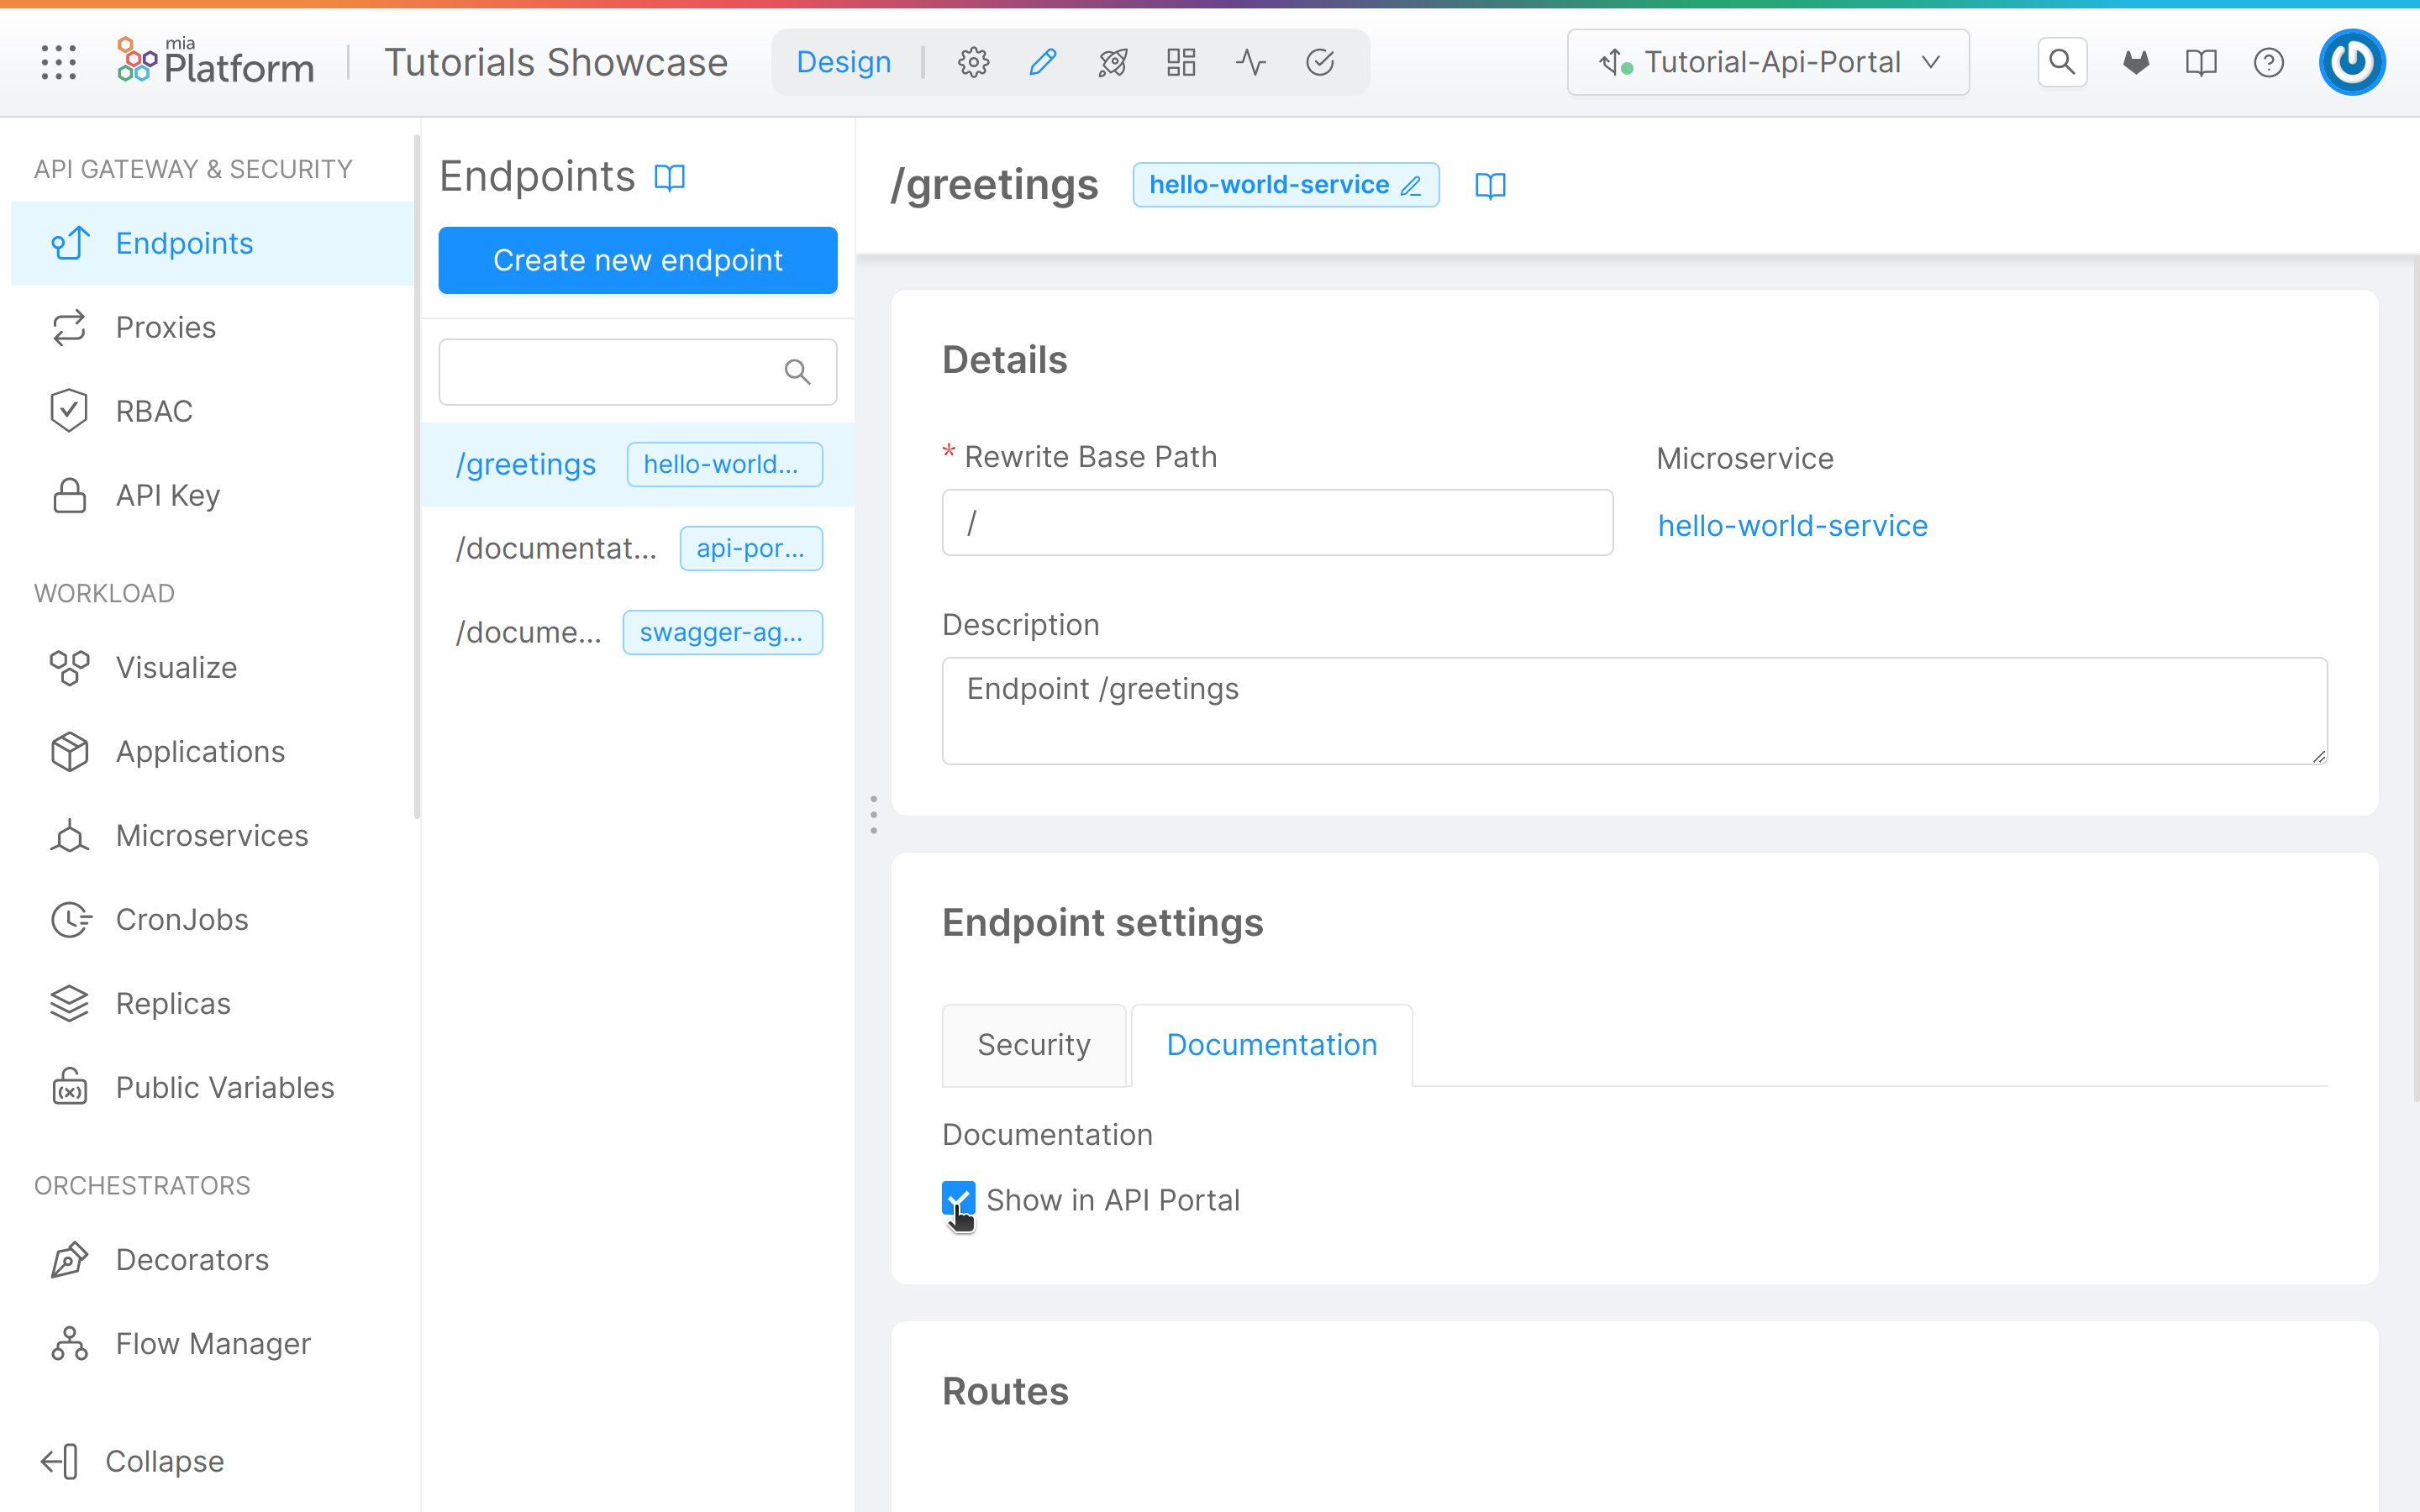 mia
Platform
Tutorials Showcase
Design
Tutorial-Api-Portal
API GATEWAY & SECURITY
Endpoints
Proxies
RBAC
API Key
WORKLOAD
Visualize
Applications
Microservices
CronJobs
Replicas
Public Variables
ORCHESTRATORS
Decorators
Flow Manager
Collapse
Endpoints
Create new endpoint
/greetings hello-world...
/documentat... api-por...
/docume... swagger-ag...
/greetings hello-world-service
Details
* Rewrite Base Path
/
Microservice
hello-world-service
Description
Endpoint /greetings
Endpoint settings
Security Documentation
Documentation
Show in API Portal
Routes